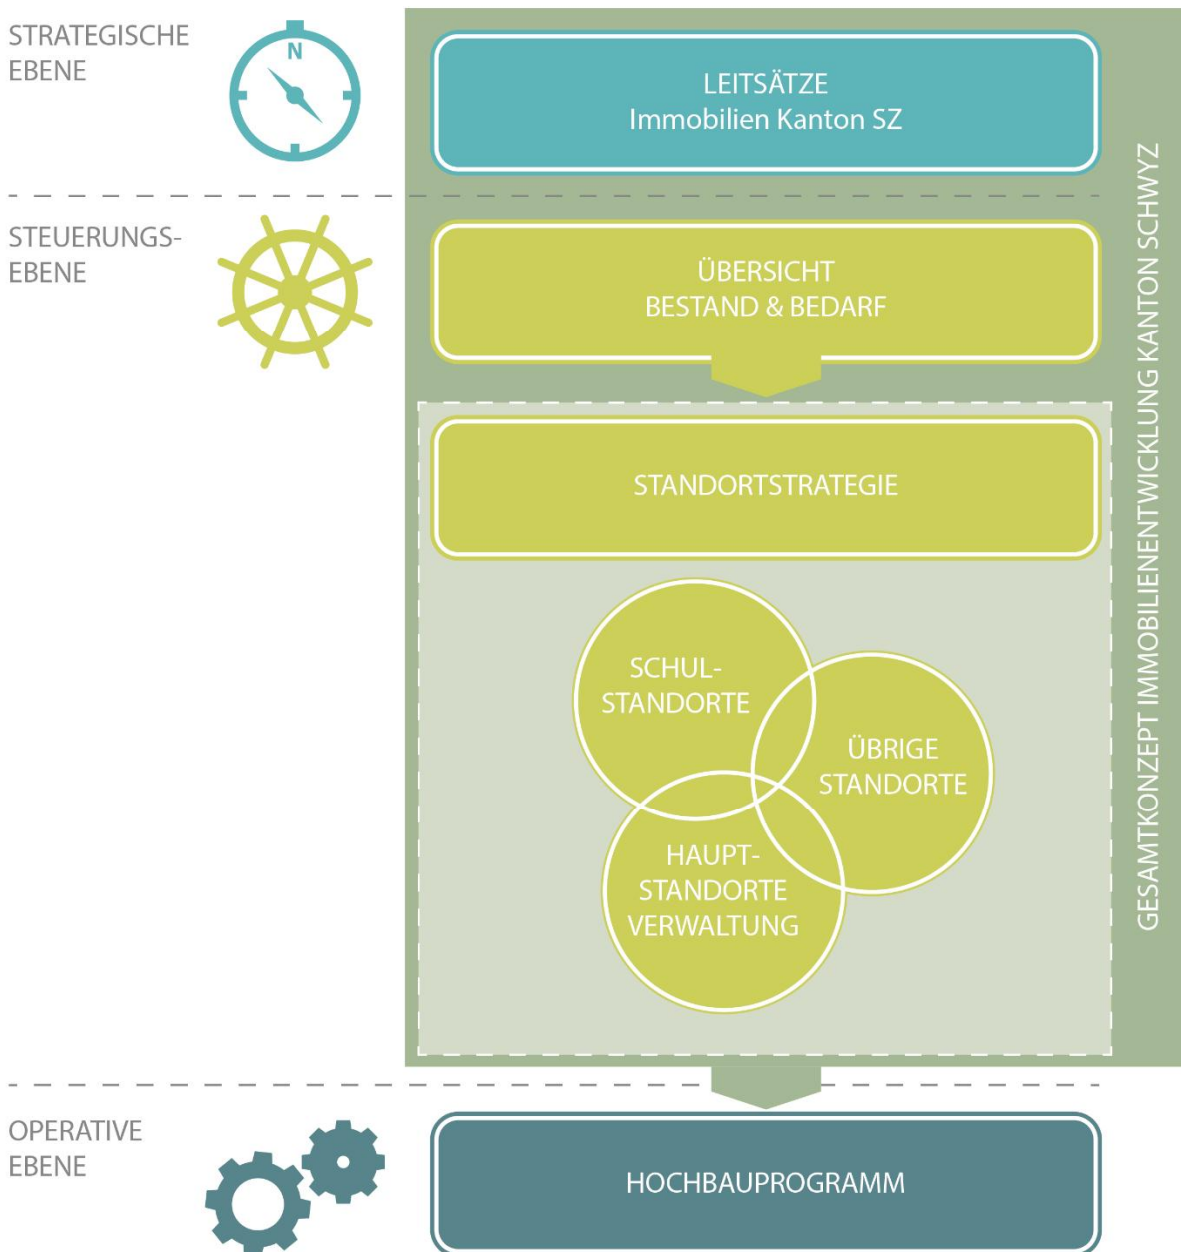 STRATEGISCHE
EBENE
N
LEITSÄTZE
Immobilien Kanton SZ
STEUERUNGS-
EBENE
ÜBERSICHT
BESTAND & BEDARF
STANDORTSTRATEGIE
SCHUL-
STANDORTE
ÜBRIGE
STANDORTE
HAUPT-
STANDORTE
VERWALTUNG
GESAMTKONZEPT IMMOBILIENENTWICKLUNG KANTON SCHWYZ
OPERATIVE
EBENE
HOCHBAUPROGRAMM